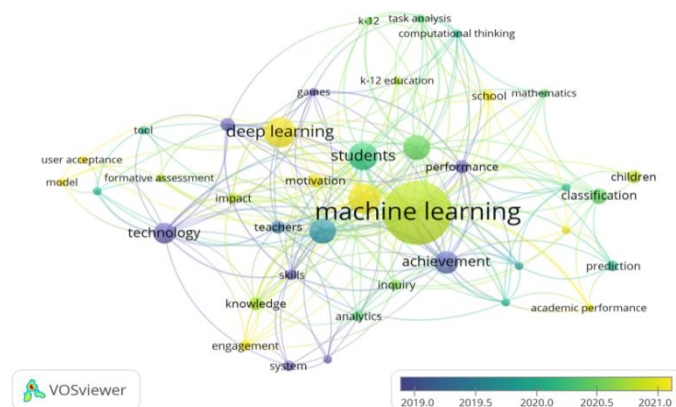 k-12
task analysis
computational thinking
k-12 education
games
school
mathematics
tool
deep learning
students
user acceptance
performance
model
formative assessment
motivation
children
impact
classification
machine learning
technology
teachers
achievement
skills
prediction
inquiry
knowledge
academic performance
analytics
engagement
system
VOSviewer
2019.0 2019.5 2020.0 2020.5 2021.0